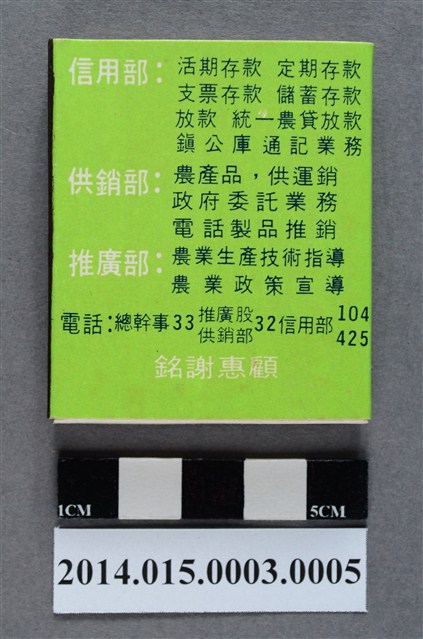 信用部：活期存款 定期存款
支票存款 儲蓄存款
放款 統一農貸放款
鎮公庫通記業務
供銷部：農產品，供運銷
政府委託業務
電話製品推銷
推廣部：農業生產技術指導
農業政策宣導
電話：總幹事33 推廣股 供銷部 32 信用部 104 425
銘謝惠顧
1CM 5CM
2014.015.0003.0005